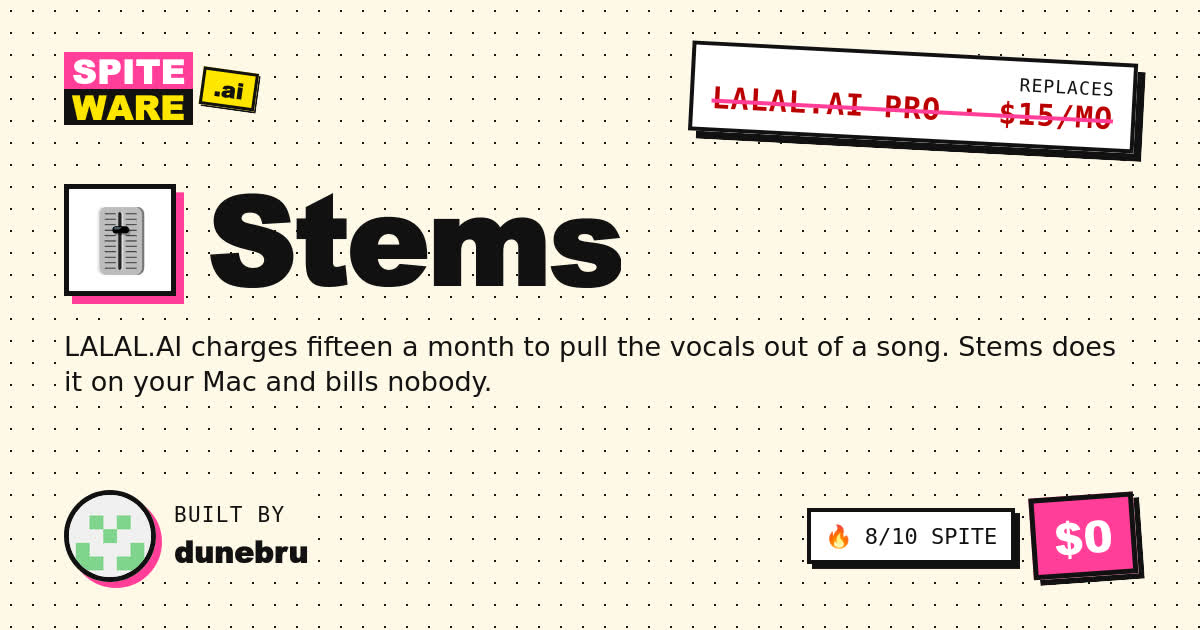 SPITE
WARE
.ai
REPLACES
LALAL.AI PRO · $15/MO
Stems
LALAL.AI charges fifteen a month to pull the vocals out of a song. Stems does
it on your Mac and bills nobody.
BUILT BY
dunebru
🔥 8/10 SPITE
$0